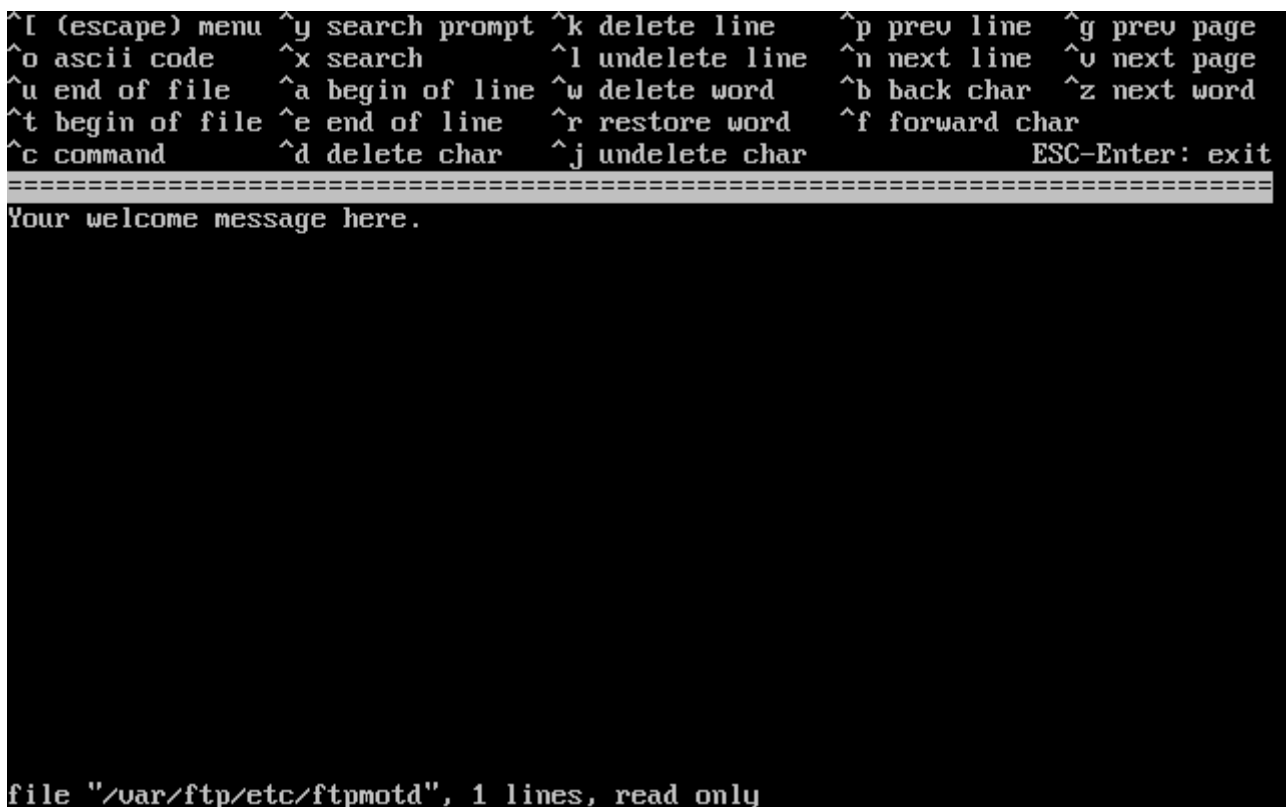 ^[ (escape) menu ^y search prompt ^k delete line ^p prev line ^g prev page
^o ascii code ^x search ^l undelete line ^n next line ^v next page
^u end of file ^a begin of line ^w delete word ^b back char ^z next word
^t begin of file ^e end of line ^r restore word ^f forward char
^c command ^d delete char ^j undelete char ESC-Enter: exit
===============================================================================
Your welcome message here.
file "/var/ftp/etc/ftpmotd", 1 lines, read only